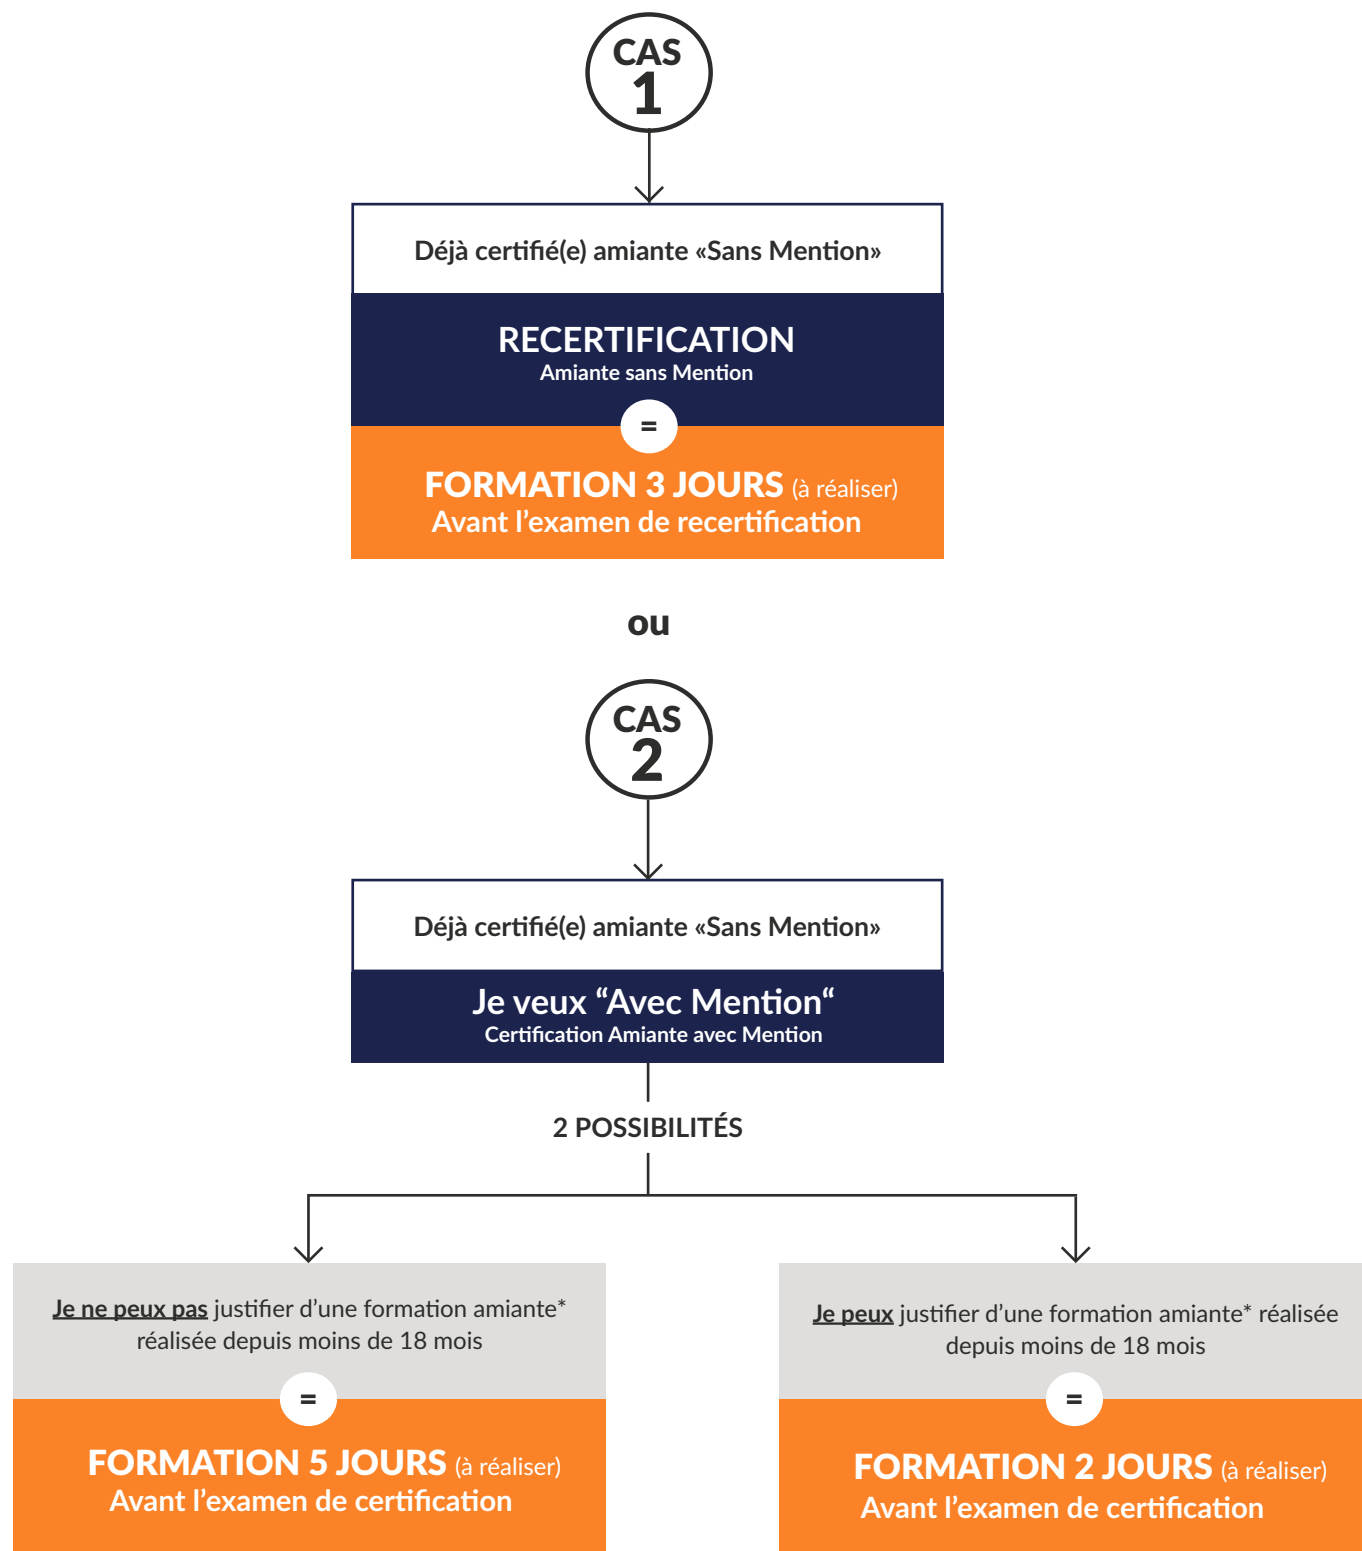 CAS
1
Déjà certifié(e) amiante «Sans Mention»
RECERTIFICATION
Amiante sans Mention
=
FORMATION 3 JOURS (à réaliser)
Avant l’examen de recertification
ou
CAS
2
Déjà certifié(e) amiante «Sans Mention»
Je veux “Avec Mention“
Certification Amiante avec Mention
2 POSSIBILITÉS
Je ne peux pas justifier d’une formation amiante*
réalisée depuis moins de 18 mois
=
FORMATION 5 JOURS (à réaliser)
Avant l’examen de certification
Je peux justifier d’une formation amiante* réalisée
depuis moins de 18 mois
=
FORMATION 2 JOURS (à réaliser)
Avant l’examen de certification